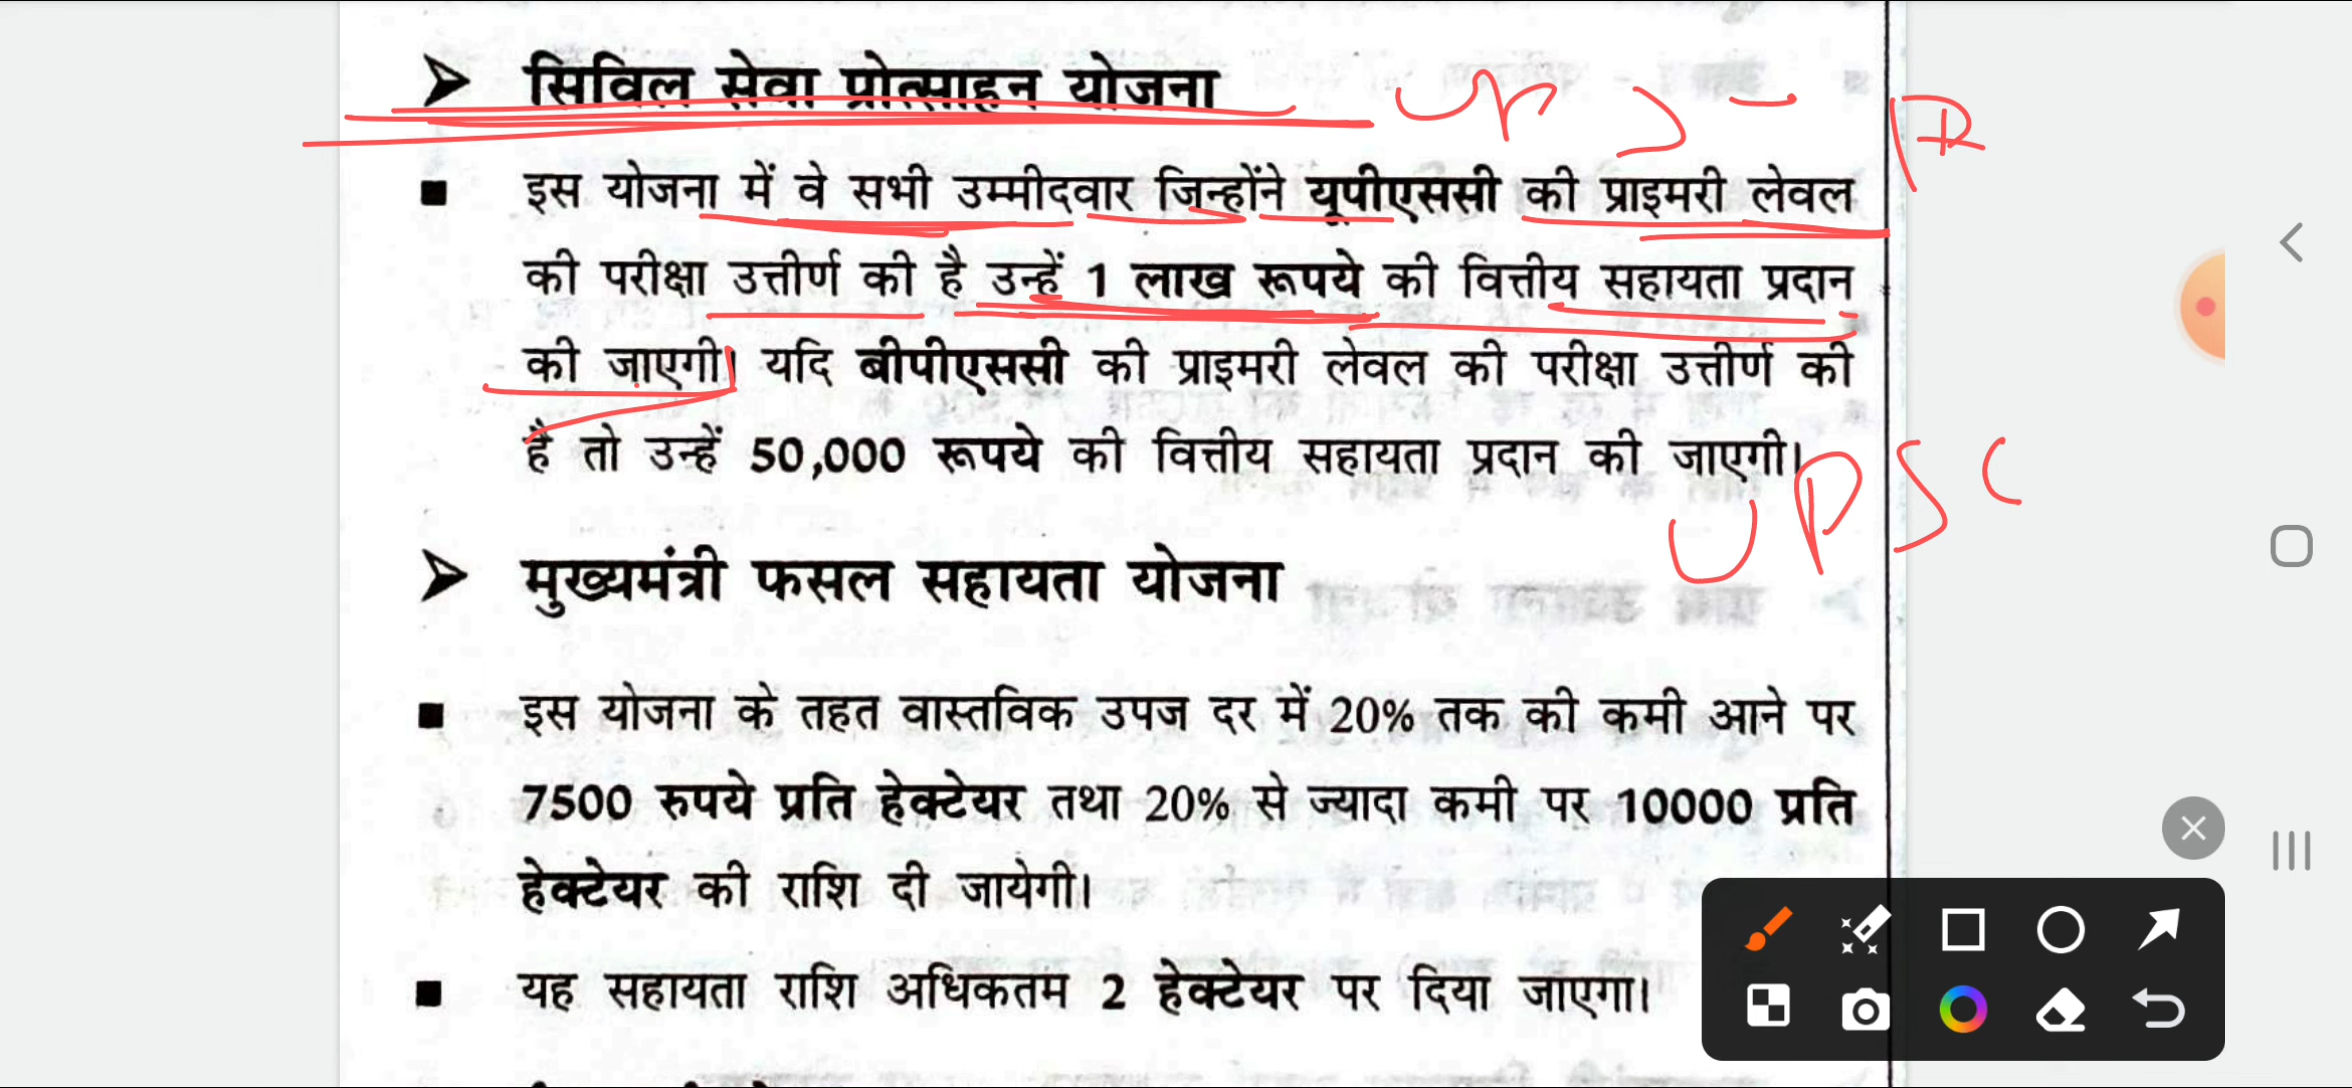 ➤ सिविल सेवा प्रोत्साहन योजना
■ इस योजना में वे सभी उम्मीदवार जिन्होंने यूपीएससी की प्राइमरी लेवल
की परीक्षा उत्तीर्ण की है उन्हें 1 लाख रूपये की वित्तीय सहायता प्रदान
की जाएगी। यदि बीपीएससी की प्राइमरी लेवल की परीक्षा उत्तीर्ण की
है तो उन्हें 50,000 रूपये की वित्तीय सहायता प्रदान की जाएगी।
UPSC
➤ मुख्यमंत्री फसल सहायता योजना
■ इस योजना के तहत वास्तविक उपज दर में 20% तक की कमी आने पर
7500 रुपये प्रति हेक्टेयर तथा 20% से ज्यादा कमी पर 10000 प्रति
हेक्टेयर की राशि दी जायेगी।
■ यह सहायता राशि अधिकतम 2 हेक्टेयर पर दिया जाएगा।